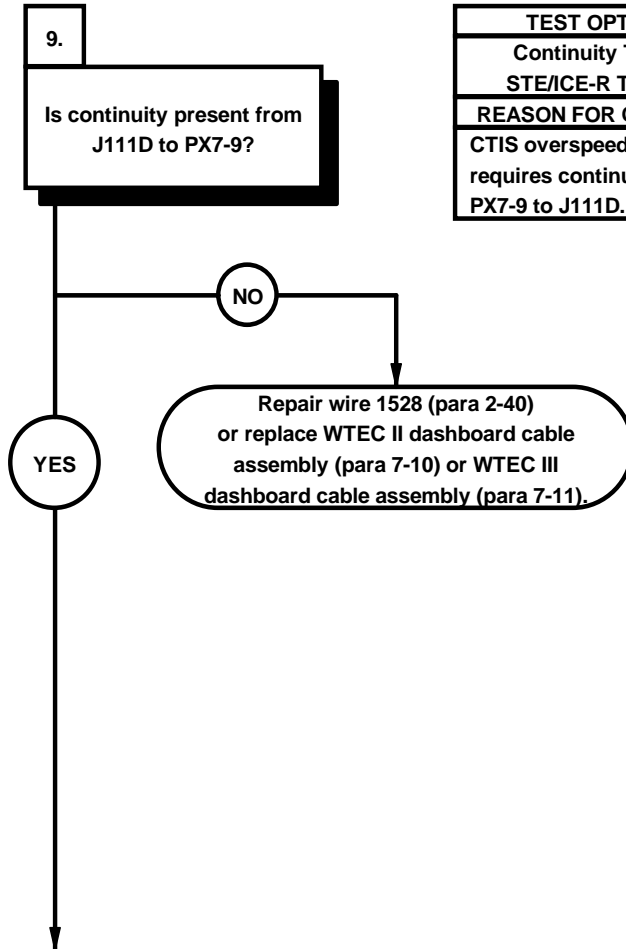 9.
Is continuity present from
J111D to PX7-9?
TEST OPT
Continuity
STE/ICE-R
REASON FOR
CTIS overspeed
requires
PX7-9 to J111D.
NO
YES
Repair wire 1528 (para 2-40)
or replace WTEC II dashboard cable
assembly (para 7-10) or WTEC III
dashboard cable assembly (para 7-11).